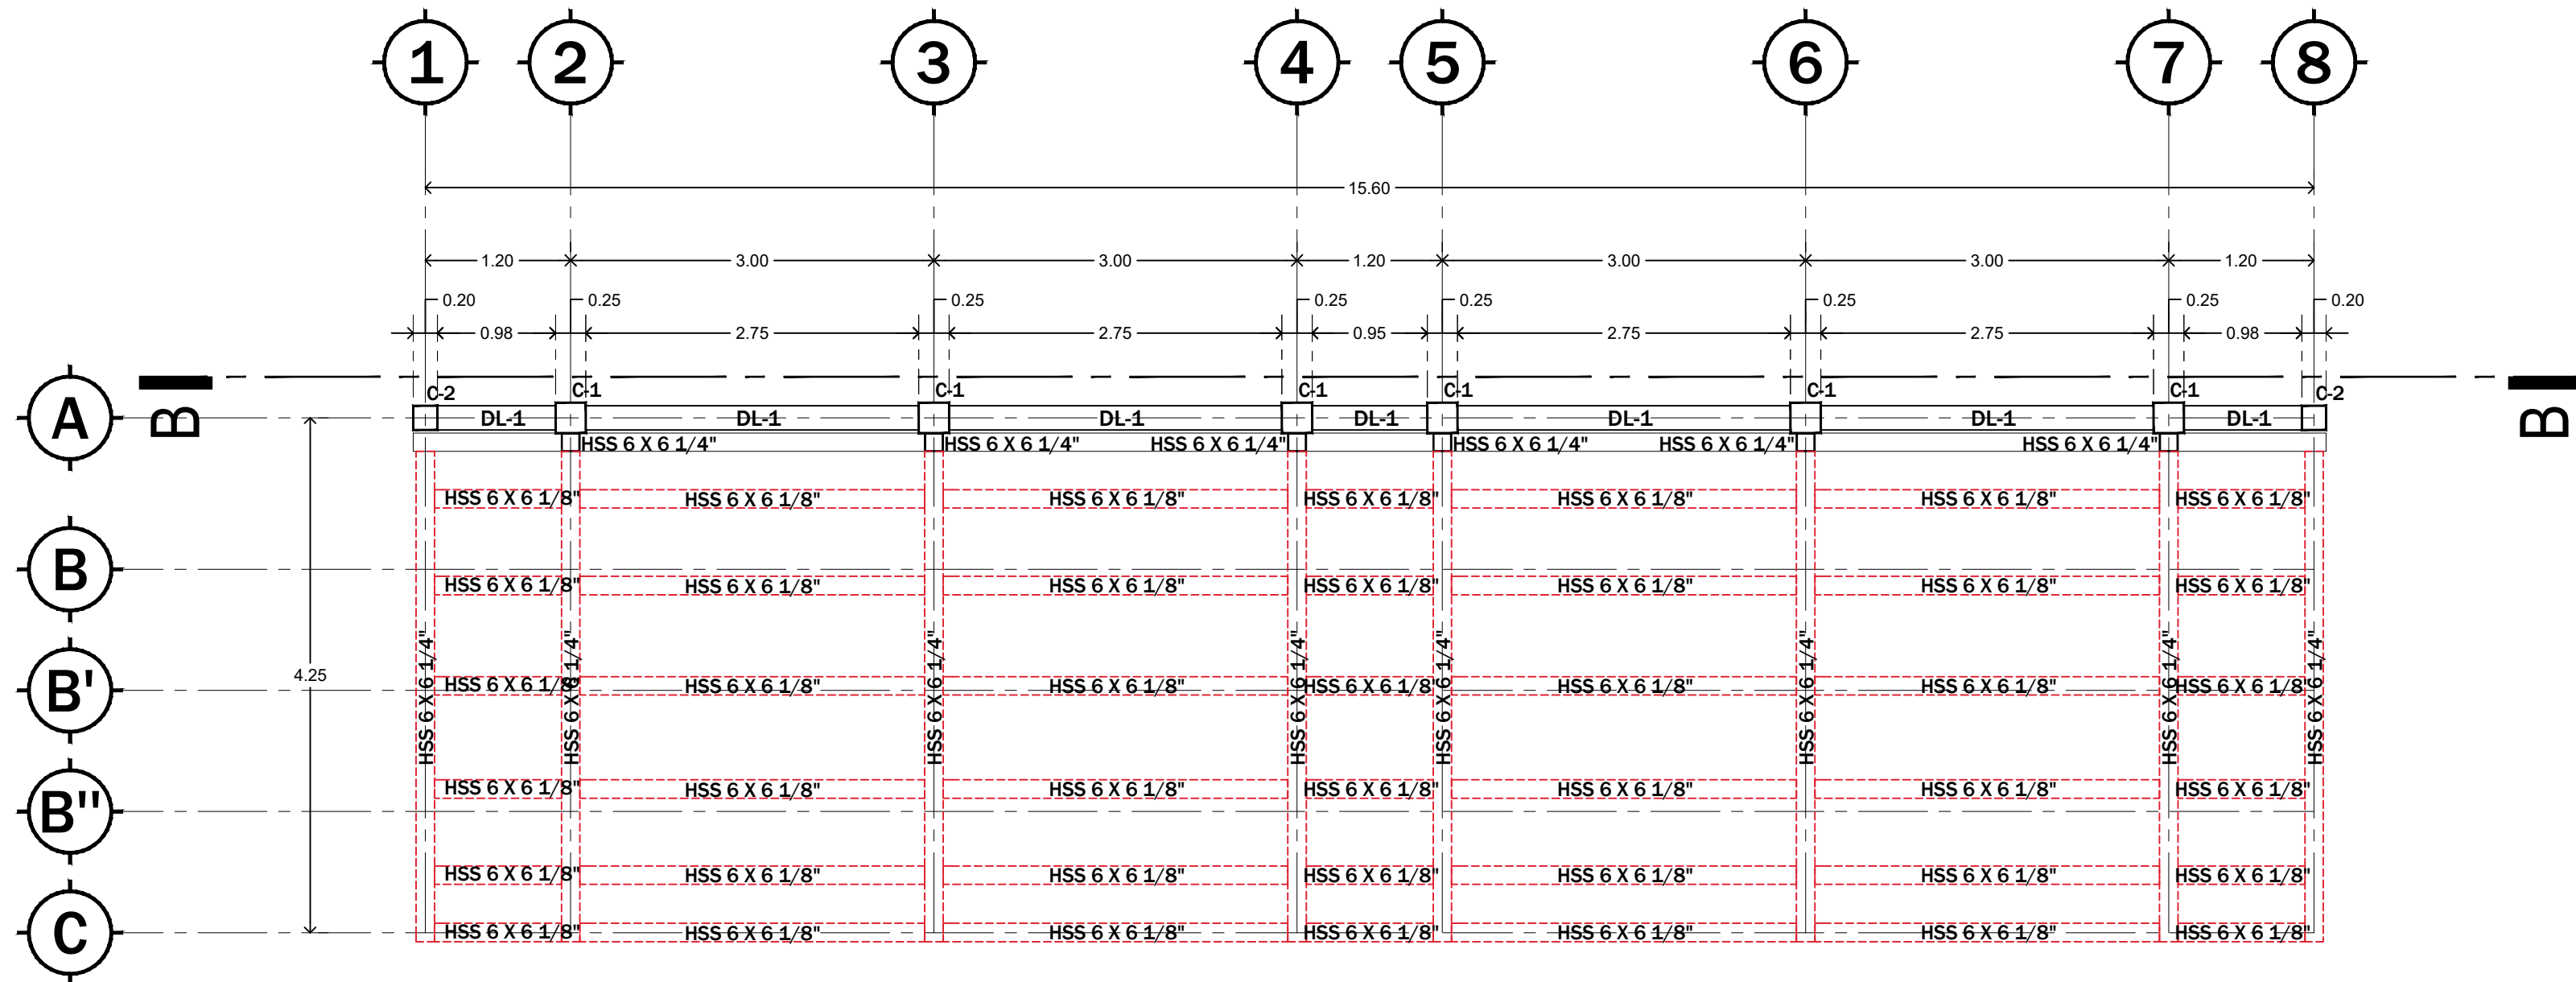 1 2 3 4 5 6 7 8
15.60
1.20 3.00 3.00 1.20 3.00 3.00 1.20
0.20 0.25 0.25 0.25 0.25 0.25 0.25 0.20
0.98 2.75 2.75 0.95 2.75 2.75 0.98
C-2 C-1 C-1 C-1 C-1 C-1 C-1 C-2
A B DL-1 DL-1 DL-1 DL-1 DL-1 DL-1 DL-1 B
HSS 6 X 6 1/4" HSS 6 X 6 1/4" HSS 6 X 6 1/4" HSS 6 X 6 1/4" HSS 6 X 6 1/4" HSS 6 X 6 1/4"
HSS 6 X 6 1/8" HSS 6 X 6 1/8" HSS 6 X 6 1/8" HSS 6 X 6 1/8" HSS 6 X 6 1/8" HSS 6 X 6 1/8" HSS 6 X 6 1/8"
B
HSS 6 X 6 1/8" HSS 6 X 6 1/8" HSS 6 X 6 1/8" HSS 6 X 6 1/8" HSS 6 X 6 1/8" HSS 6 X 6 1/8" HSS 6 X 6 1/8"
4.25
B'
HSS 6 X 6 1/8" HSS 6 X 6 1/8" HSS 6 X 6 1/8" HSS 6 X 6 1/8" HSS 6 X 6 1/8" HSS 6 X 6 1/8" HSS 6 X 6 1/8"
HSS 6 X 6 1/4" HSS 6 X 6 1/4" HSS 6 X 6 1/4" HSS 6 X 6 1/4" HSS 6 X 6 1/4" HSS 6 X 6 1/4" HSS 6 X 6 1/4" HSS 6 X 6 1/4"
HSS 6 X 6 1/8" HSS 6 X 6 1/8" HSS 6 X 6 1/8" HSS 6 X 6 1/8" HSS 6 X 6 1/8" HSS 6 X 6 1/8" HSS 6 X 6 1/8"
B"
HSS 6 X 6 1/8" HSS 6 X 6 1/8" HSS 6 X 6 1/8" HSS 6 X 6 1/8" HSS 6 X 6 1/8" HSS 6 X 6 1/8" HSS 6 X 6 1/8"
C
HSS 6 X 6 1/8" HSS 6 X 6 1/8" HSS 6 X 6 1/8" HSS 6 X 6 1/8" HSS 6 X 6 1/8" HSS 6 X 6 1/8" HSS 6 X 6 1/8"